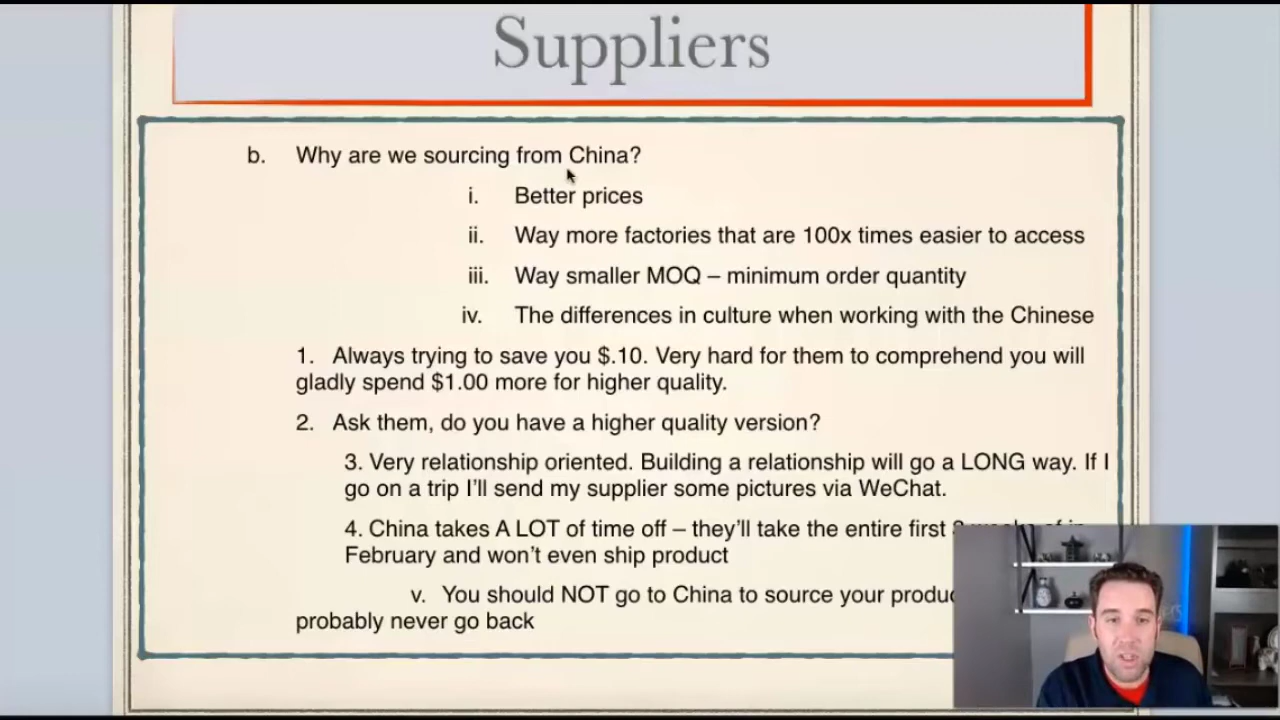 Suppliers
b. Why are we sourcing from China?
i. Better prices
ii. Way more factories that are 100x times easier to access
iii. Way smaller MOQ – minimum order quantity
iv. The differences in culture when working with the Chinese
1. Always trying to save you $.10. Very hard for them to comprehend you will
gladly spend $1.00 more for higher quality.
2. Ask them, do you have a higher quality version?
3. Very relationship oriented. Building a relationship will go a LONG way. If I
go on a trip I'll send my supplier some pictures via WeChat.
4. China takes A LOT of time off – they'll take the entire first
February and won't even ship product
v. You should NOT go to China to source your
probably never go back